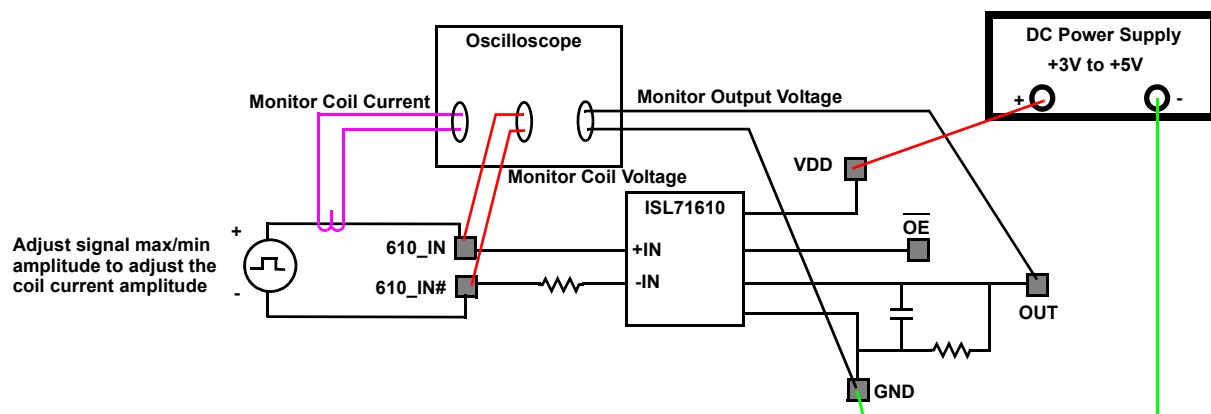 Oscilloscope
DC Power Supply
+3V to +5V
+ -
Monitor Coil Current
Monitor Output Voltage
Monitor Coil Voltage
VDD
ISL71610
OE
+
Adjust signal max/min
amplitude to adjust the
coil current amplitude
-
610_IN
+IN
610_IN#
-IN
OUT
GND